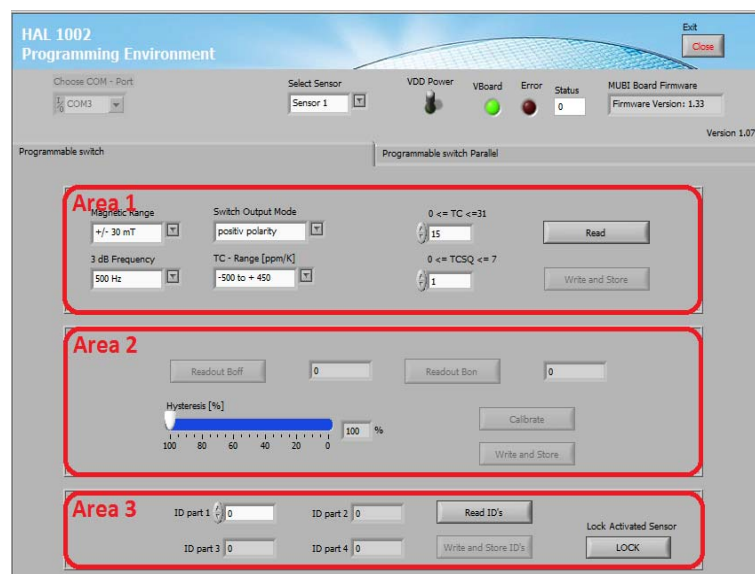 HAL 1002
Programming Environment
Exit
Close
Choose COM - Port
COM3
Select Sensor
Sensor 1
VDD Power
VBoard
Error
Status
0
MUBI Board Firmware
Firmware Version: 1.33
Version 1.07
Programmable switch
Programmable switch Parallel
Area 1
Magnetic Range
+/- 30 mT
Switch Output Mode
positiv polarity
0 <= TC <=31
15
Read
3 dB Frequency
500 Hz
TC - Range [ppm/K]
-500 to + 450
0 <= TCSQ <= 7
1
Write and Store
Area 2
Readout Boff
0
Readout Bon
0
Hysteresis [%]
100 %
100 80 60 40 20 0
Calibrate
Write and Store
Area 3
ID part 1 0
ID part 2 0
Read ID's
Lock Activated Sensor
ID part 3 0
ID part 4 0
Write and Store ID's
LOCK